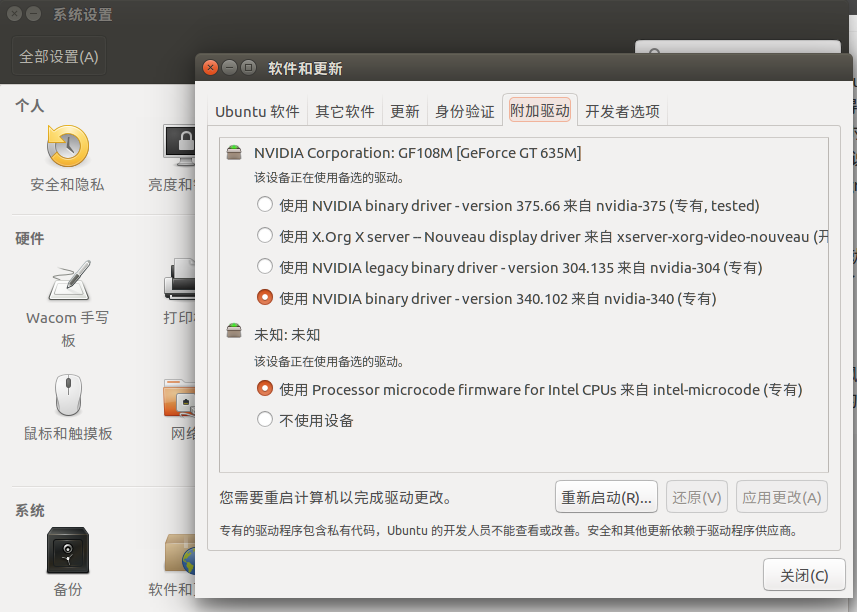 系统设置
全部设置(A)
软件和更新
Ubuntu 软件
其它软件
更新
身份验证
附加驱动
开发者选项
个人
安全和隐私
亮度和
硬件
Wacom 手写
板
打印
鼠标和触摸板
网络
系统
备份
软件和
NVIDIA Corporation: GF108M [GeForce GT 635M]
该设备正在使用备选的驱动。
使用 NVIDIA binary driver - version 375.66 来自 nvidia-375 (专有, tested)
使用 X.Org X server -- Nouveau display driver 来自 xserver-xorg-video-nouveau (开
使用 NVIDIA legacy binary driver - version 304.135 来自 nvidia-304 (专有)
使用 NVIDIA binary driver - version 340.102 来自 nvidia-340 (专有)
未知: 未知
该设备正在使用备选的驱动。
使用 Processor microcode firmware for Intel CPUs 来自 intel-microcode (专有)
不使用设备
您需要重启计算机以完成驱动更改。
重新启动(R)...
还原(V)
应用更改(A)
专有的驱动程序包含私有代码，Ubuntu 的开发人员不能查看或改善。安全和其他更新依赖于驱动程序供应商。
关闭(C)